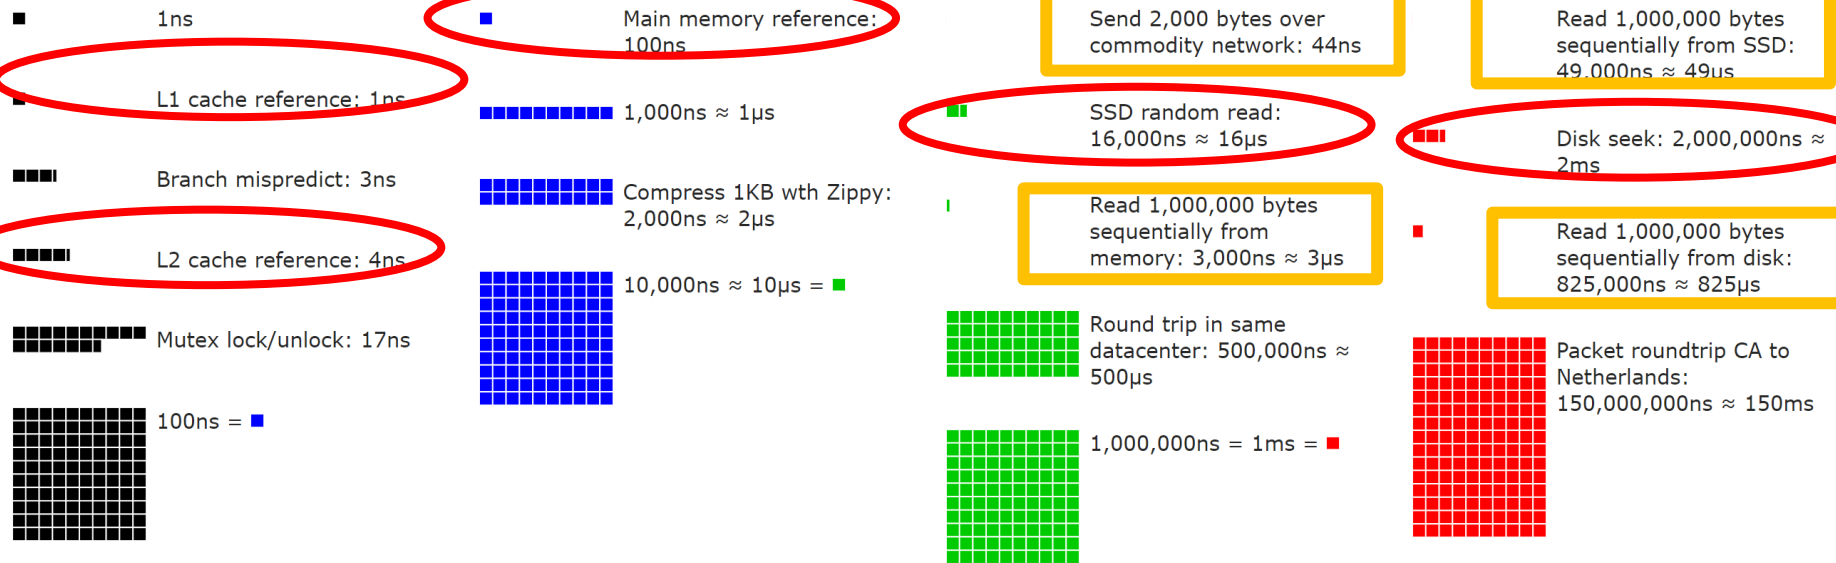 1ns
L1 cache reference: 1ns
Branch mispredict: 3ns
L2 cache reference: 4ns
Mutex lock/unlock: 17ns
100ns =
Main memory reference:
100ns
1,000ns ≈ 1μs
Compress 1KB wth Zippy:
2,000ns ≈ 2μs
10,000ns ≈ 10μs =
Send 2,000 bytes over
commodity network: 44ns
SSD random read:
16,000ns ≈ 16μs
Read 1,000,000 bytes
sequentially from
memory: 3,000ns ≈ 3μs
Round trip in same
datacenter: 500,000ns ≈
500μs
1,000,000ns = 1ms =
Read 1,000,000 bytes
sequentially from SSD:
49,000ns ≈ 49μs
Disk seek: 2,000,000ns ≈
2ms
Read 1,000,000 bytes
sequentially from disk:
825,000ns ≈ 825μs
Packet roundtrip CA to
Netherlands:
150,000,000ns ≈ 150ms